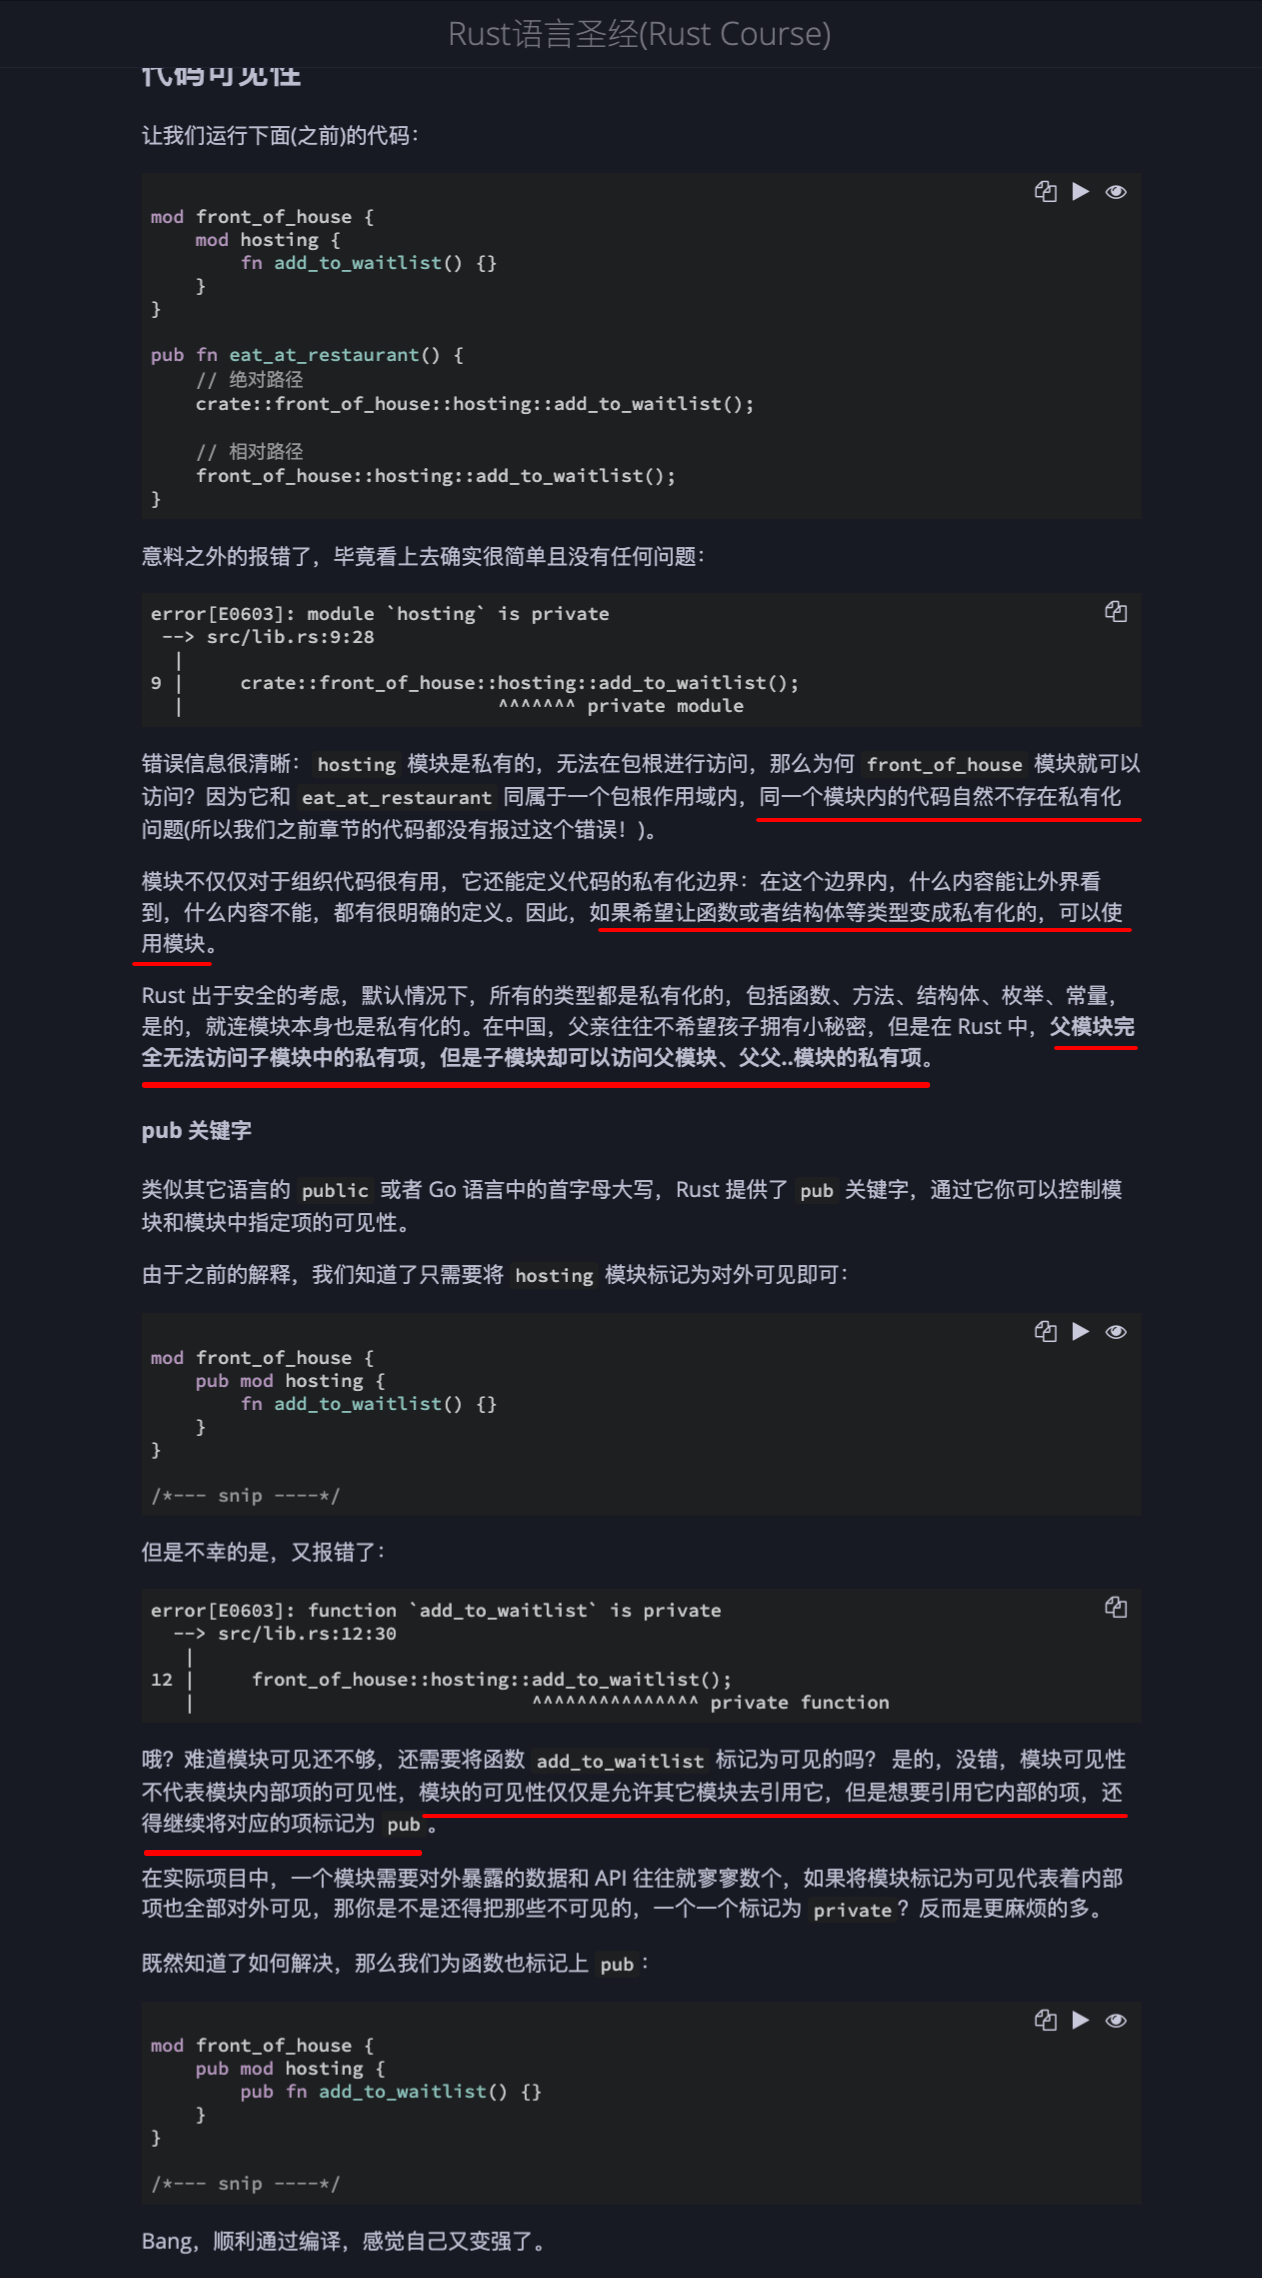 Rust语言圣经(Rust Course)
代码可见性
让我们运行下面(之前)的代码：
mod front_of_house {
    mod hosting {
        fn add_to_waitlist() {}
    }
}
pub fn eat_at_restaurant() {
    // 绝对路径
    crate::front_of_house::hosting::add_to_waitlist();
    // 相对路径
    front_of_house::hosting::add_to_waitlist();
}
意料之外的报错了，毕竟看上去确实很简单且没有任何问题：
error[E0603]: module `hosting` is private
 --> src/lib.rs:9:28
  |
9 |     crate::front_of_house::hosting::add_to_waitlist();
  |                            ^^^^^^^ private module
错误信息很清晰： hosting 模块是私有的，无法在包根进行访问，那么为何 front_of_house 模块就可以
访问？因为它和 eat_at_restaurant 同属于一个包根作用域内，同一个模块内的代码自然不存在私有化
问题(所以我们之前章节的代码都没有报过这个错误！)。
模块不仅仅对于组织代码很有用，它还能定义代码的私有化边界：在这个边界内，什么内容能让外界看
到，什么内容不能，都有很明确的定义。因此，如果希望让函数或者结构体等类型变成私有化的，可以使
用模块。
Rust 出于安全的考虑，默认情况下，所有的类型都是私有化的，包括函数、方法、结构体、枚举、常量，
是的，就连模块本身也是私有化的。在中国，父亲往往不希望孩子拥有小秘密，但是在 Rust 中，父模块完
全无法访问子模块中的私有项，但是子模块却可以访问父模块、父父..模块的私有项。
pub 关键字
类似其它语言的 public 或者 Go 语言中的首字母大写，Rust 提供了 pub 关键字，通过它你可以控制模
块和模块中指定项的可见性。
由于之前的解释，我们知道了只需要将 hosting 模块标记为对外可见即可：
mod front_of_house {
    pub mod hosting {
        fn add_to_waitlist() {}
    }
}
/*--- snip ----*/
但是不幸的是，又报错了：
error[E0603]: function `add_to_waitlist` is private
  --> src/lib.rs:12:30
   |
12 |     front_of_house::hosting::add_to_waitlist();
   |                              ^^^^^^^^^^^^^^^ private function
哦？难道模块可见还不够，还需要将函数 add_to_waitlist 标记为可见的吗？ 是的，没错，模块可见性
不代表模块内部项的可见性，模块的可见性仅仅是允许其它模块去引用它，但是想要引用它内部的项，还
得继续将对应的项标记为 pub 。
在实际项目中，一个模块需要对外暴露的数据和 API 往往就寥寥数个，如果将模块标记为可见代表着内部
项也全部对外可见，那你是不是还得把那些不可见的，一个一个标记为 private ？反而是更麻烦的多。
既然知道了如何解决，那么我们为函数也标记上 pub ：
mod front_of_house {
    pub mod hosting {
        pub fn add_to_waitlist() {}
    }
}
/*--- snip ----*/
Bang，顺利通过编译，感觉自己又变强了。